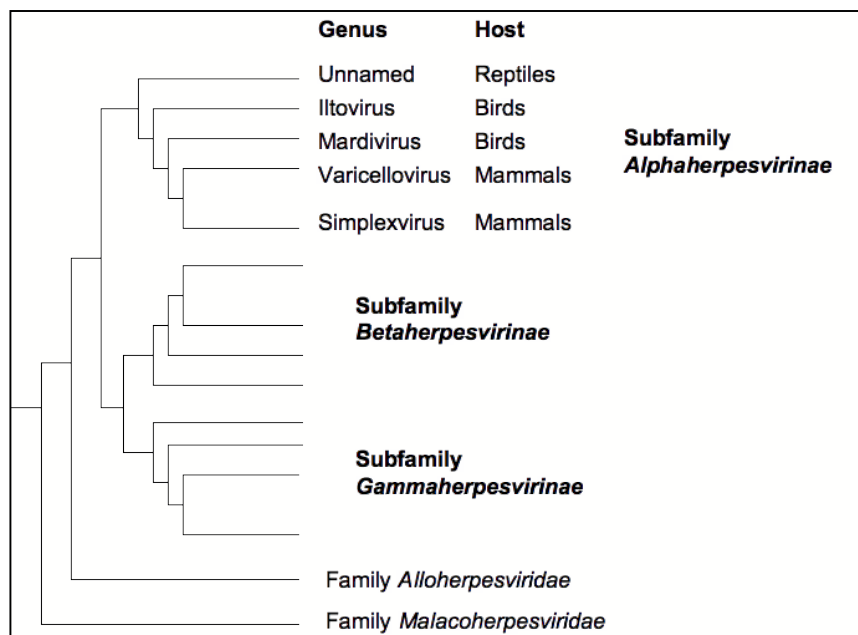 Genus Host
Unnamed Reptiles
Iltovirus Birds
Mardivirus Birds
Varicellovirus Mammals
Simplexvirus Mammals
Subfamily
Alphaherpesvirinae
Subfamily
Betaherpesvirinae
Subfamily
Gammaherpesvirinae
Family Alloherpesviridae
Family Malacoherpesviridae